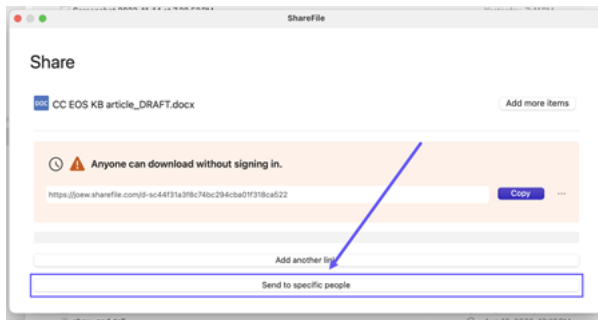 ShareFile
Share
DOC CC EOS KB article_DRAFT.docx
Add more items
Anyone can download without signing in.
https://joew.sharefile.com/d-sc44f31a3f8c74bc294cba01f318ca522
Copy
Add another link
Send to specific people